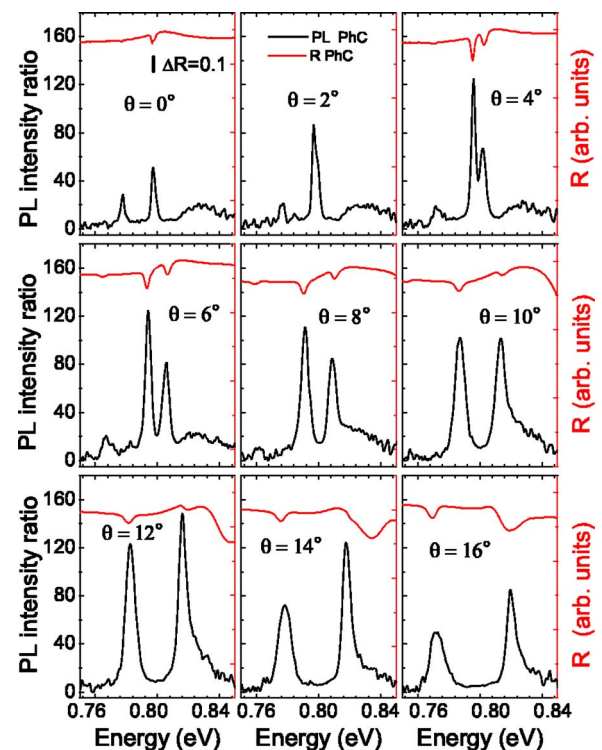 PL PhC
R PhC
160
120
80
40
0
PL intensity ratio
ΔR=0.1
θ = 0°
θ = 2°
θ = 4°
R (arb. units)
160
120
80
40
0
PL intensity ratio
θ = 6°
θ = 8°
θ = 10°
R (arb. units)
160
120
80
40
0
PL intensity ratio
θ = 12°
θ = 14°
θ = 16°
R (arb. units)
0.76 0.80 0.84 0.76 0.80 0.84 0.76 0.80 0.84
Energy (eV) Energy (eV) Energy (eV)